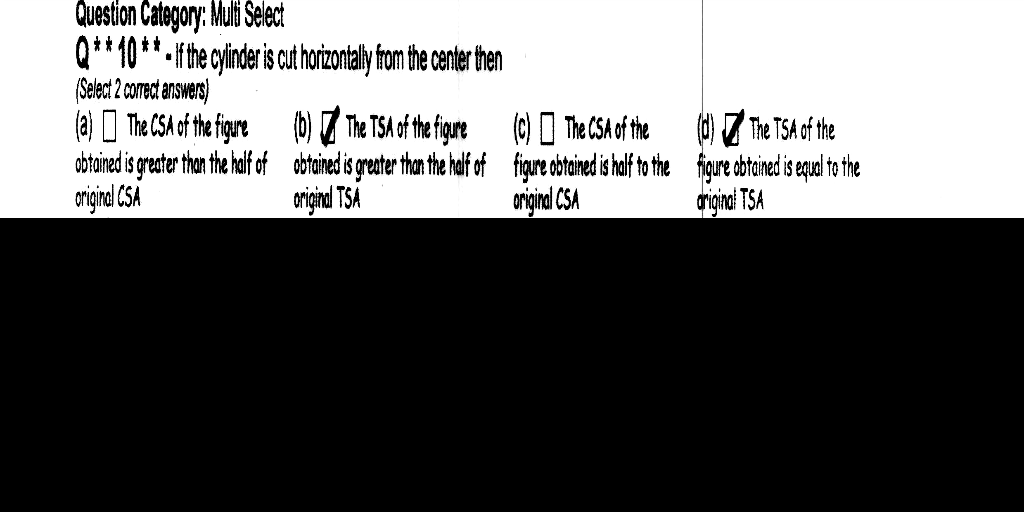 Question Category: Multi Select
Q**10** - If the cylinder is cut horizontally from the center then
(Select 2 correct answers)
(a) The CSA of the figure obtained is greater than the half of original CSA
(b) The TSA of the figure obtained is greater than the half of original TSA
(c) The CSA of the figure obtained is half to the original CSA
(d) The TSA of the figure obtained is equal to the original TSA